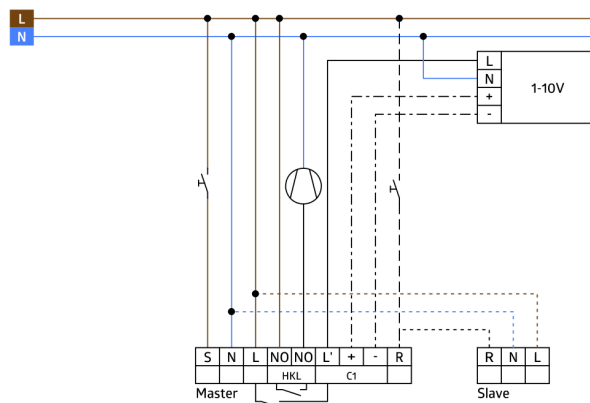 L
N
L
N
+
-
1-10V
S N L NO NO L' + - R
HKL C1
Master
R N L
Slave